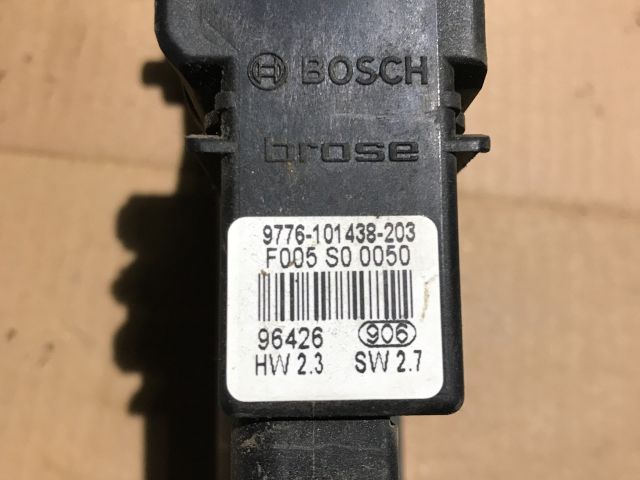 BOSCH
brose
9776-101438-203
F005 S0 0050
96426 906
HW 2.3 SW 2.7